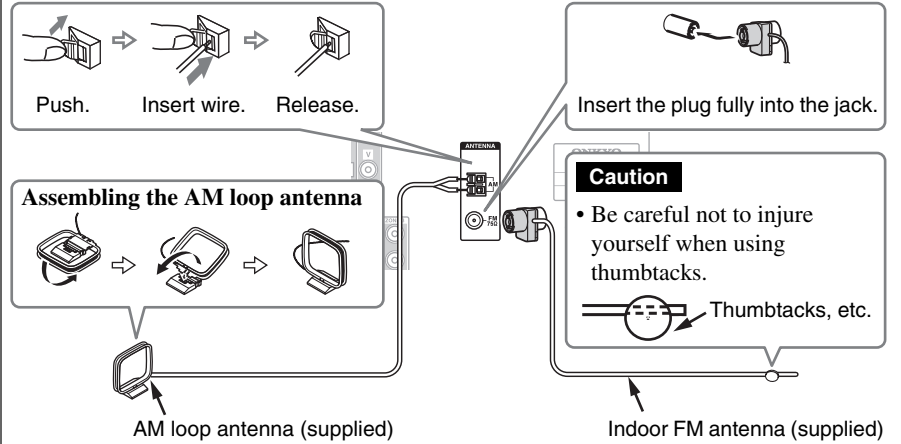 Push.
Insert wire.
Release.
Insert the plug fully into the jack.
ANTENNA
AM
FM
75Ω
V
ONKYO
ZONE
Assembling the AM loop antenna
Caution
• Be careful not to injure
yourself when using
thumbtacks.
Thumbtacks, etc.
AM loop antenna (supplied)
Indoor FM antenna (supplied)